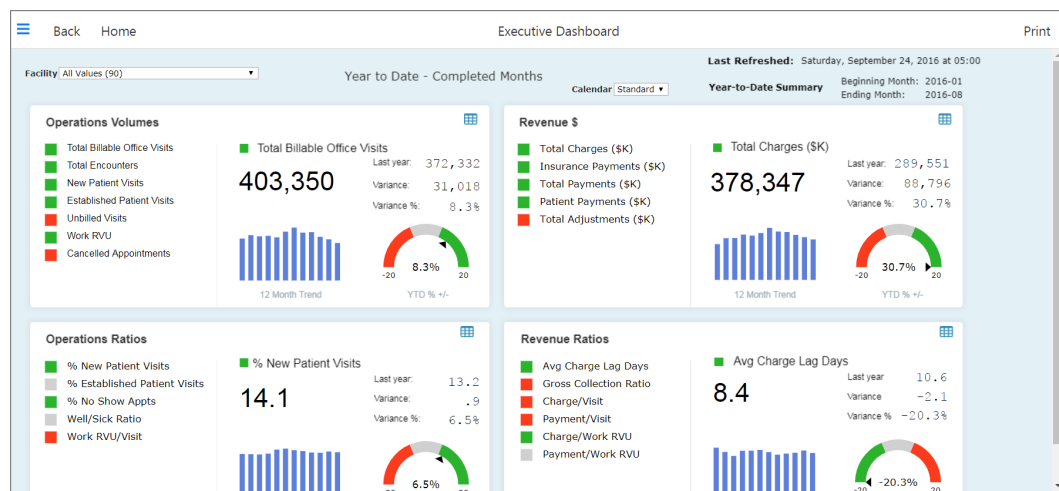 Back Home Executive Dashboard Print
Facility All Values (90)
Year to Date - Completed Months
Calendar Standard
Last Refreshed: Saturday, September 24, 2016 at 05:00
Year-to-Date Summary
Beginning Month: 2016-01
Ending Month: 2016-08
Operations Volumes
Total Billable Office Visits
Total Encounters
New Patient Visits
Established Patient Visits
Unbilled Visits
Work RVU
Cancelled Appointments
Total Billable Office Visits
403,350
Last year: 372,332
Variance: 31,018
Variance %: 8.3%
8.3%
-20 20
12 Month Trend YTD % +/-
Revenue $
Total Charges ($K)
Insurance Payments ($K)
Total Payments ($K)
Patient Payments ($K)
Total Adjustments ($K)
Total Charges ($K)
378,347
Last year: 289,551
Variance: 88,796
Variance %: 30.7%
30.7%
-20 20
12 Month Trend YTD % +/-
Operations Ratios
% New Patient Visits
% Established Patient Visits
% No Show Appts
Well/Sick Ratio
Work RVU/Visit
% New Patient Visits
14.1
Last year: 13.2
Variance: .9
Variance %: 6.5%
6.5%
-20 20
Revenue Ratios
Avg Charge Lag Days
Gross Collection Ratio
Charge/Visit
Payment/Visit
Charge/Work RVU
Payment/Work RVU
Avg Charge Lag Days
8.4
Last year 10.6
Variance -2.1
Variance % -20.3%
-20.3%
-20 20